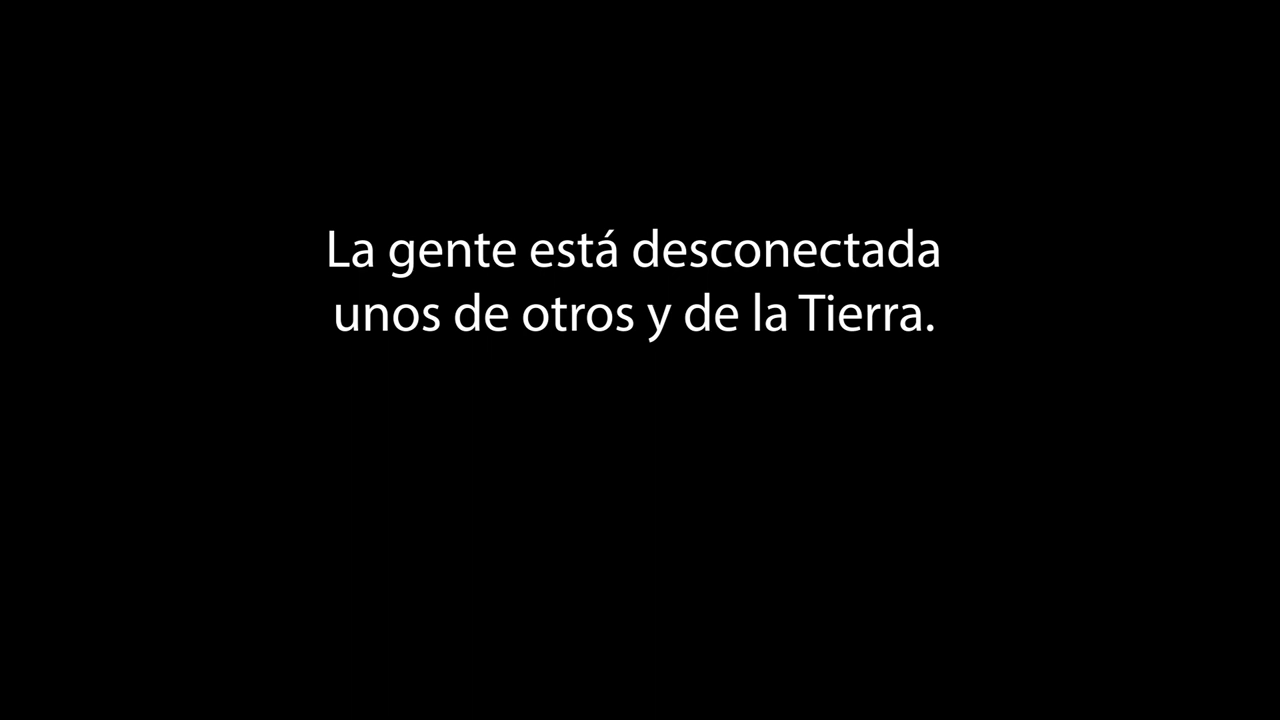 La gente está desconectada
unos de otros y de la Tierra.